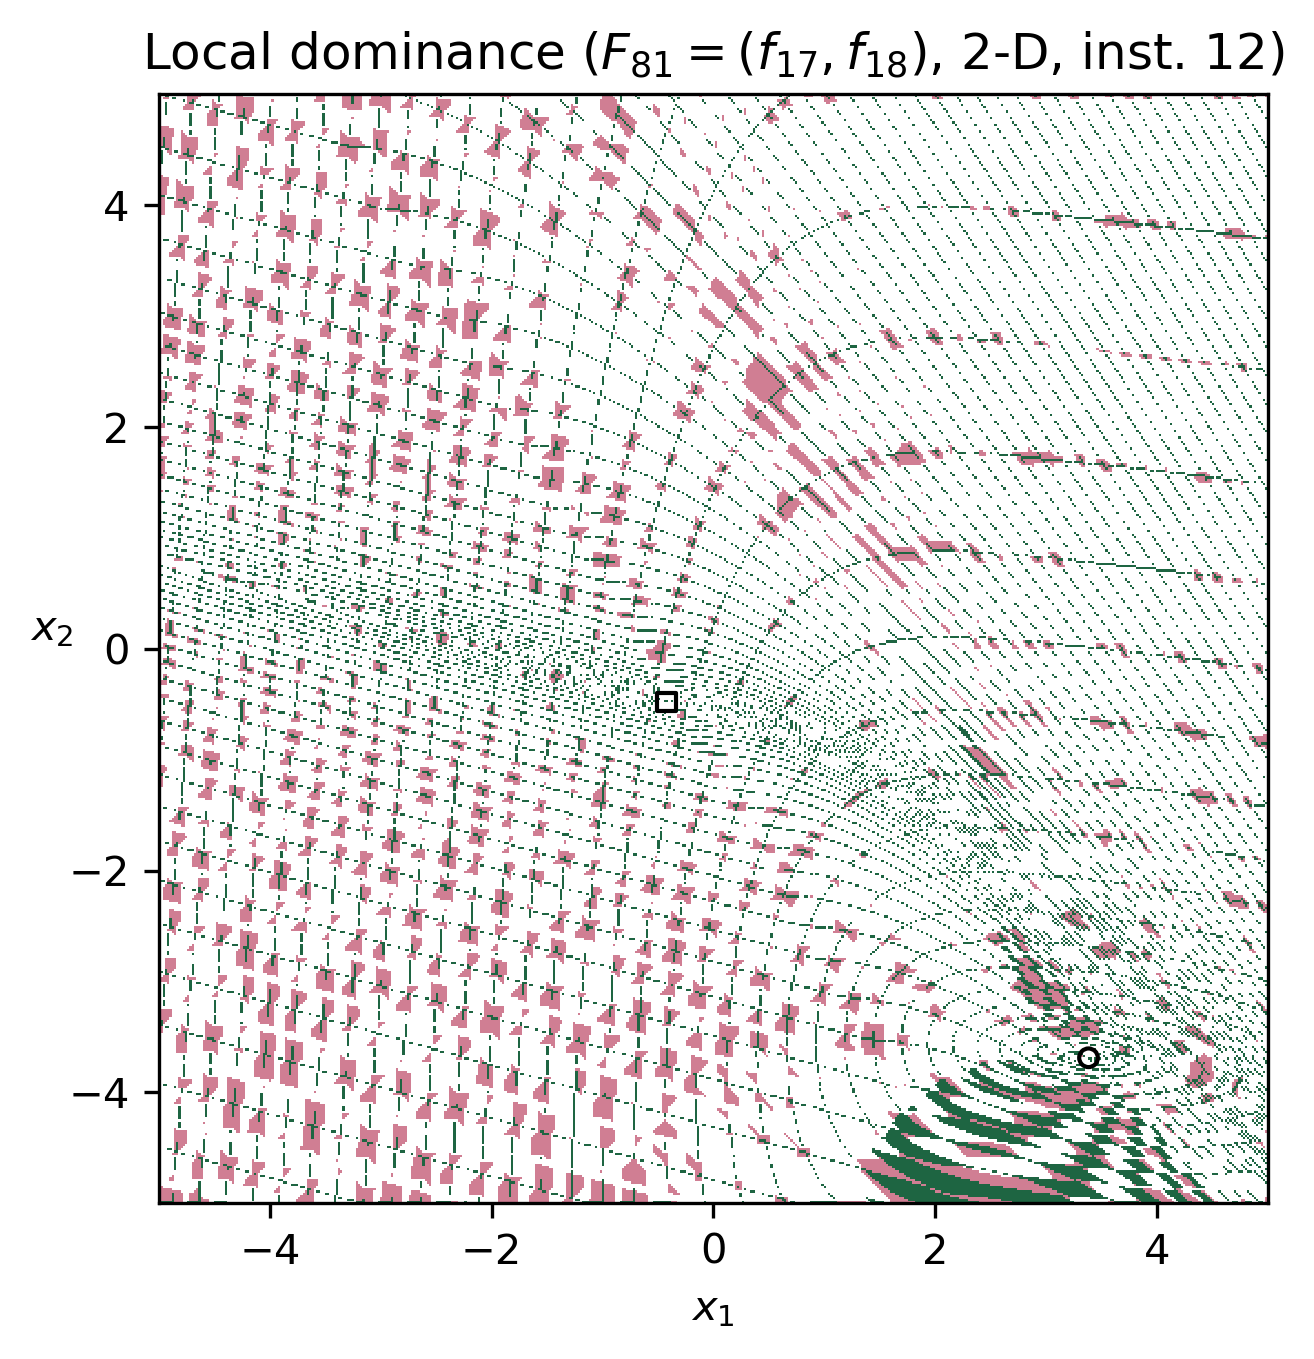 Local dominance (F₈₁ = (f₁₇, f₁₈), 2-D, inst. 12)
4
2
0
−2
−4
x₂
−4 −2 0 2 4
x₁